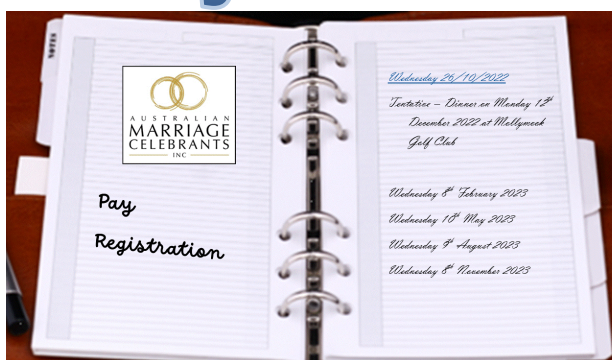 NOTES
AUSTRALIAN
MARRIAGE
CELEBRANTS
INC
Pay
Registration
Wednesday 26/10/2022
Tentative – Dinner on Monday 12th
December 2022 at Mollymook
Golf Club
Wednesday 8th February 2023
Wednesday 10th May 2023
Wednesday 9th August 2023
Wednesday 8th November 2023